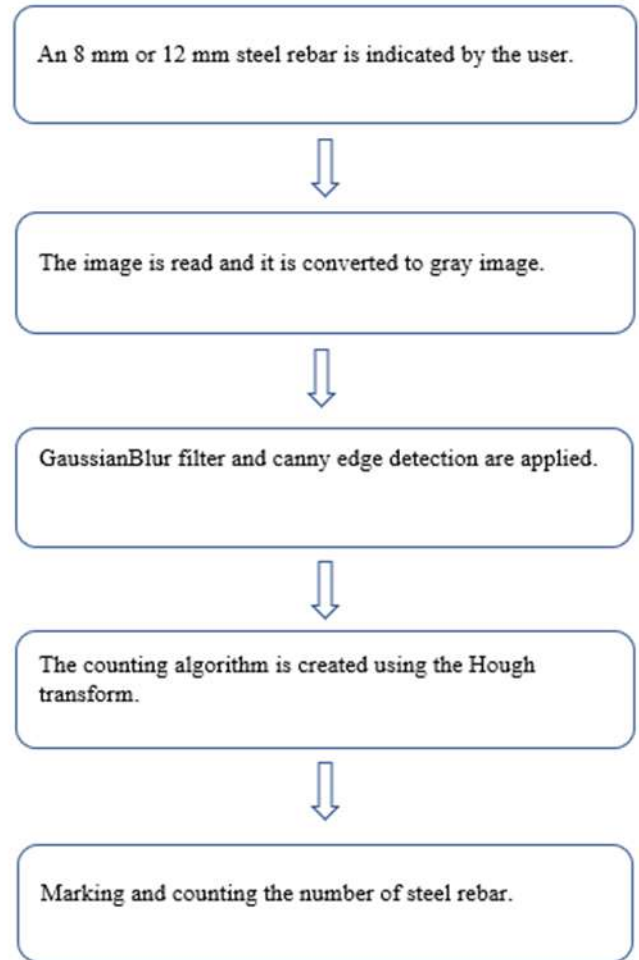 An 8 mm or 12 mm steel rebar is indicated by the user.
The image is read and it is converted to gray image.
GaussianBlur filter and canny edge detection are applied.
The counting algorithm is created using the Hough
transform.
Marking and counting the number of steel rebar.